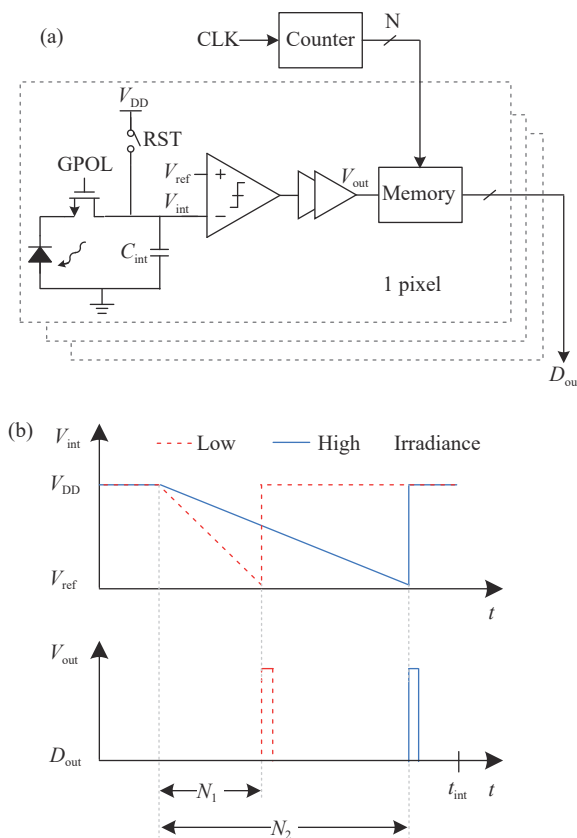 (a)
CLK
Counter
N
V_DD
RST
GPOL
V_ref
V_int
+
−
C_int
V_out
Memory
1 pixel
D_ou
(b)
V_int
Low
High
Irradiance
V_DD
V_ref
t
V_out
D_out
t_int
t
N_1
N_2